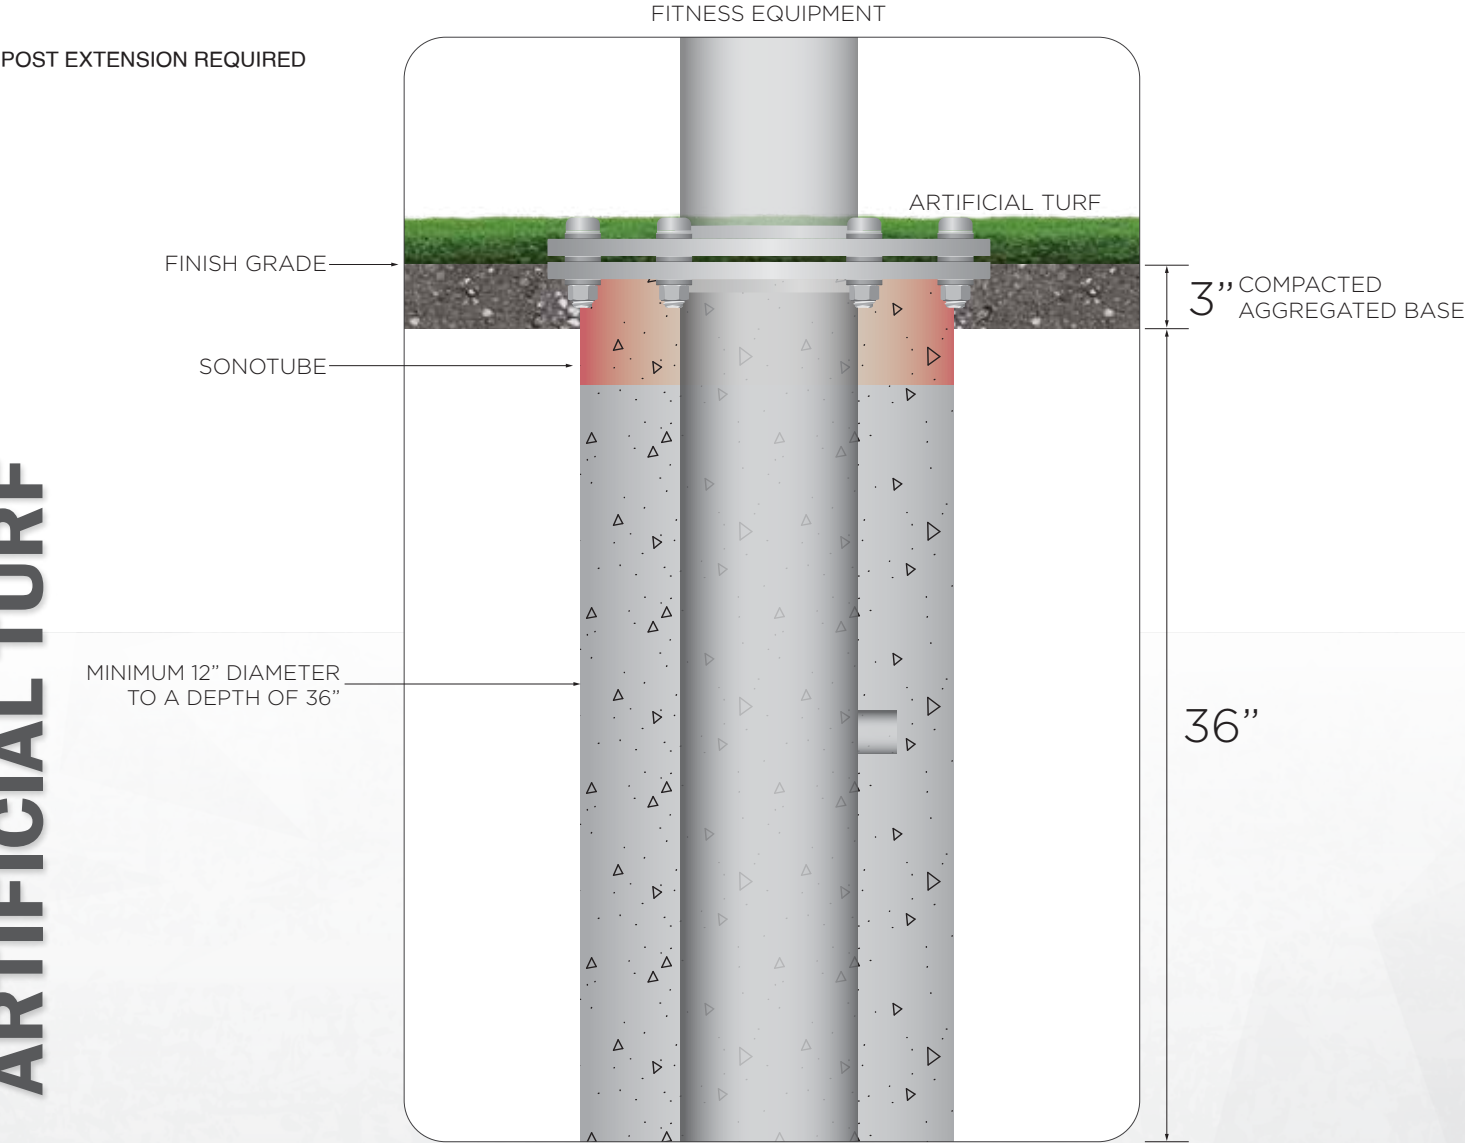 FITNESS EQUIPMENT
POST EXTENSION REQUIRED
ARTIFICIAL TURF
FINISH GRADE
3” COMPACTED
AGGREGATED BASE
SONOTUBE
ARTIFICIAL TURF
MINIMUM 12” DIAMETER
TO A DEPTH OF 36”
36”